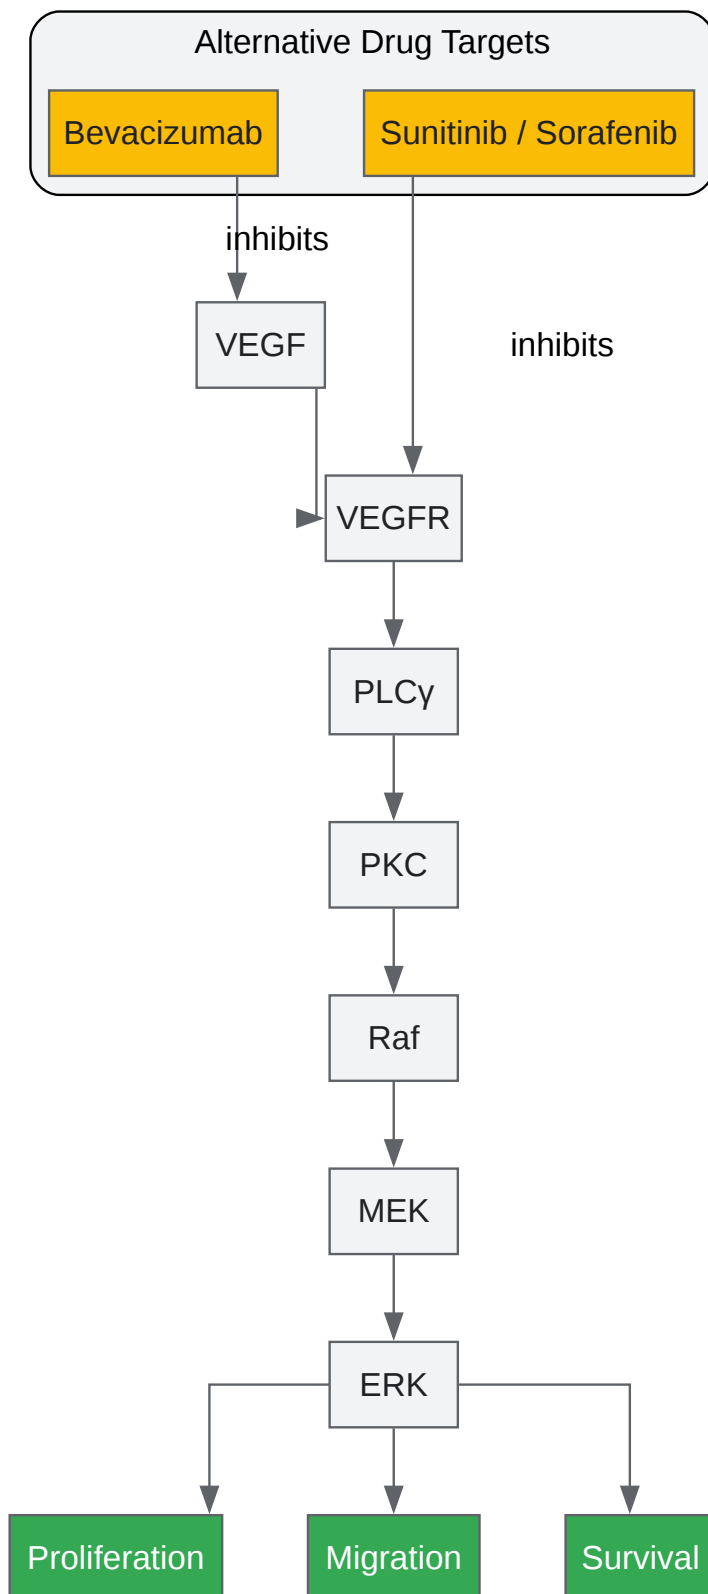 Alternative Drug Targets
Bevacizumab
Sunitinib / Sorafenib
inhibits
VEGF
inhibits
VEGFR
PLCγ
PKC
Raf
MEK
ERK
Proliferation
Migration
Survival